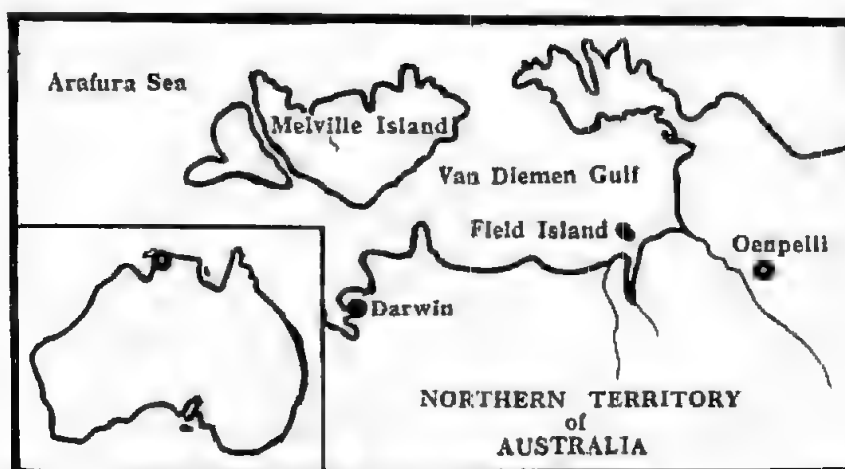 Arafura Sea
Melville Island
Van Diemen Gulf
Field Island
Oenpelli
Darwin
NORTHERN TERRITORY
of
AUSTRALIA